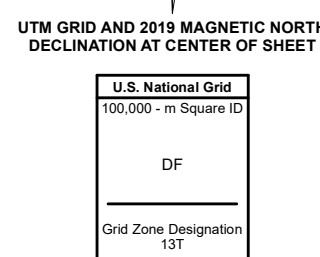 UTM GRID AND 2019 MAGNETIC NORTH
DECLINATION AT CENTER OF SHEET
U.S. National Grid
100,000 - m Square ID
DF
Grid Zone Designation
13T